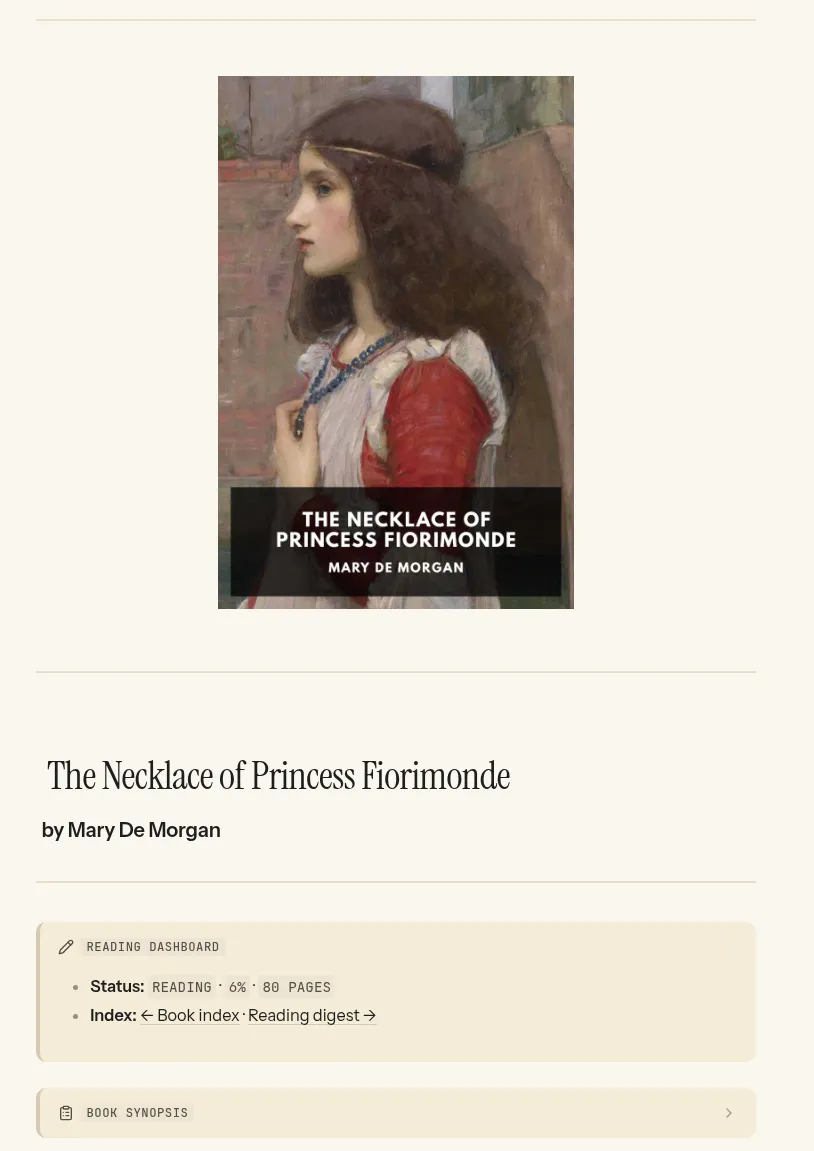 THE NECKLACE OF
PRINCESS FIORIMONDE
MARY DE MORGAN
The Necklace of Princess Fiorimonde
by Mary De Morgan
READING DASHBOARD
• Status: READING · 6% · 80 PAGES
• Index: ← Book index · Reading digest →
BOOK SYNOPSIS